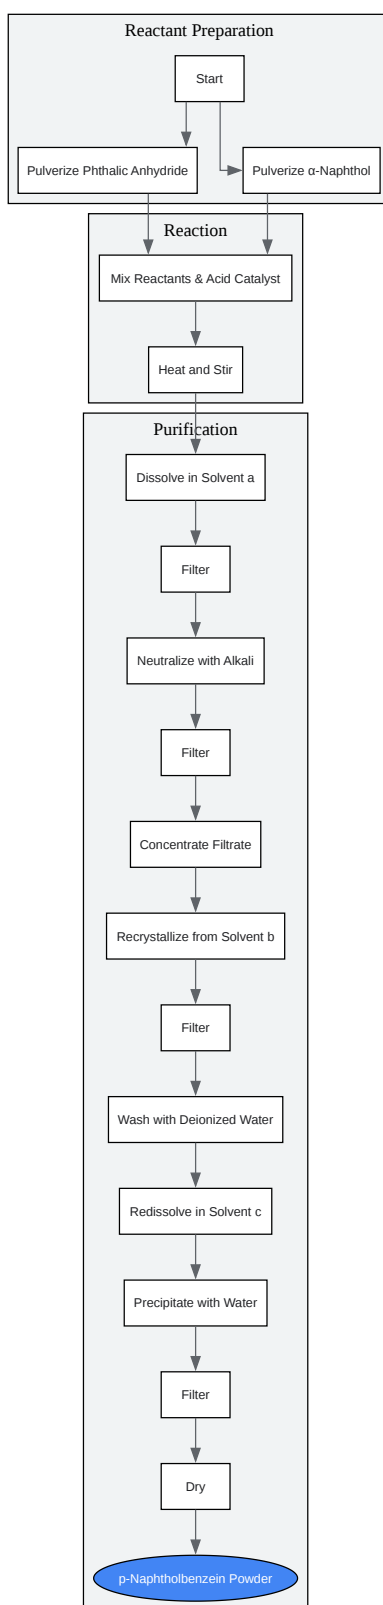 Reactant Preparation
Start
Pulverize Phthalic Anhydride
Pulverize α-Naphthol
Reaction
Mix Reactants & Acid Catalyst
Heat and Stir
Purification
Dissolve in Solvent a
Filter
Neutralize with Alkali
Filter
Concentrate Filtrate
Recrystallize from Solvent b
Filter
Wash with Deionized Water
Redissolve in Solvent c
Precipitate with Water
Filter
Dry
p-Naphtholbenzein Powder